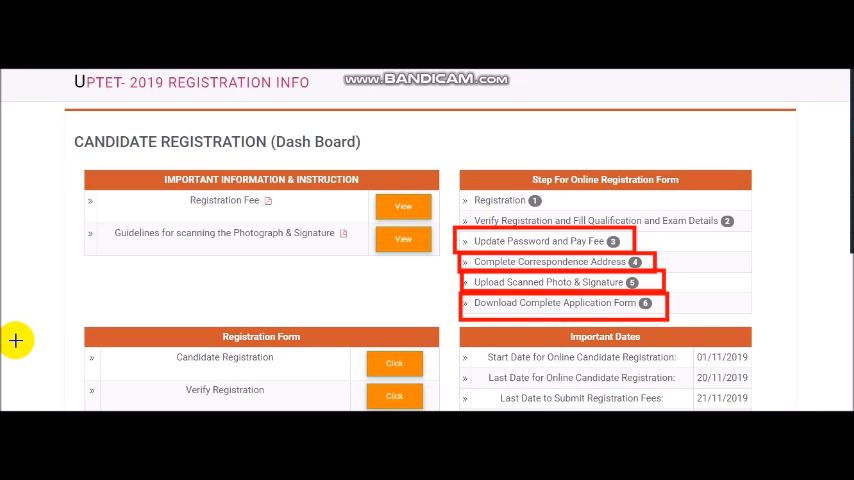 UPTET- 2019 REGISTRATION INFO
www.BANDICAM.com
CANDIDATE REGISTRATION (Dash Board)
IMPORTANT INFORMATION & INSTRUCTION
» Registration Fee View
» Guidelines for scanning the Photograph & Signature View
Step For Online Registration Form
» Registration 1
» Verify Registration and Fill Qualification and Exam Details 2
» Update Password and Pay Fee 3
» Complete Correspondence Address 4
» Upload Scanned Photo & Signature 5
» Download Complete Application Form 6
Registration Form
» Candidate Registration Click
» Verify Registration Click
Important Dates
» Start Date for Online Candidate Registration: 01/11/2019
» Last Date for Online Candidate Registration: 20/11/2019
» Last Date to Submit Registration Fees: 21/11/2019